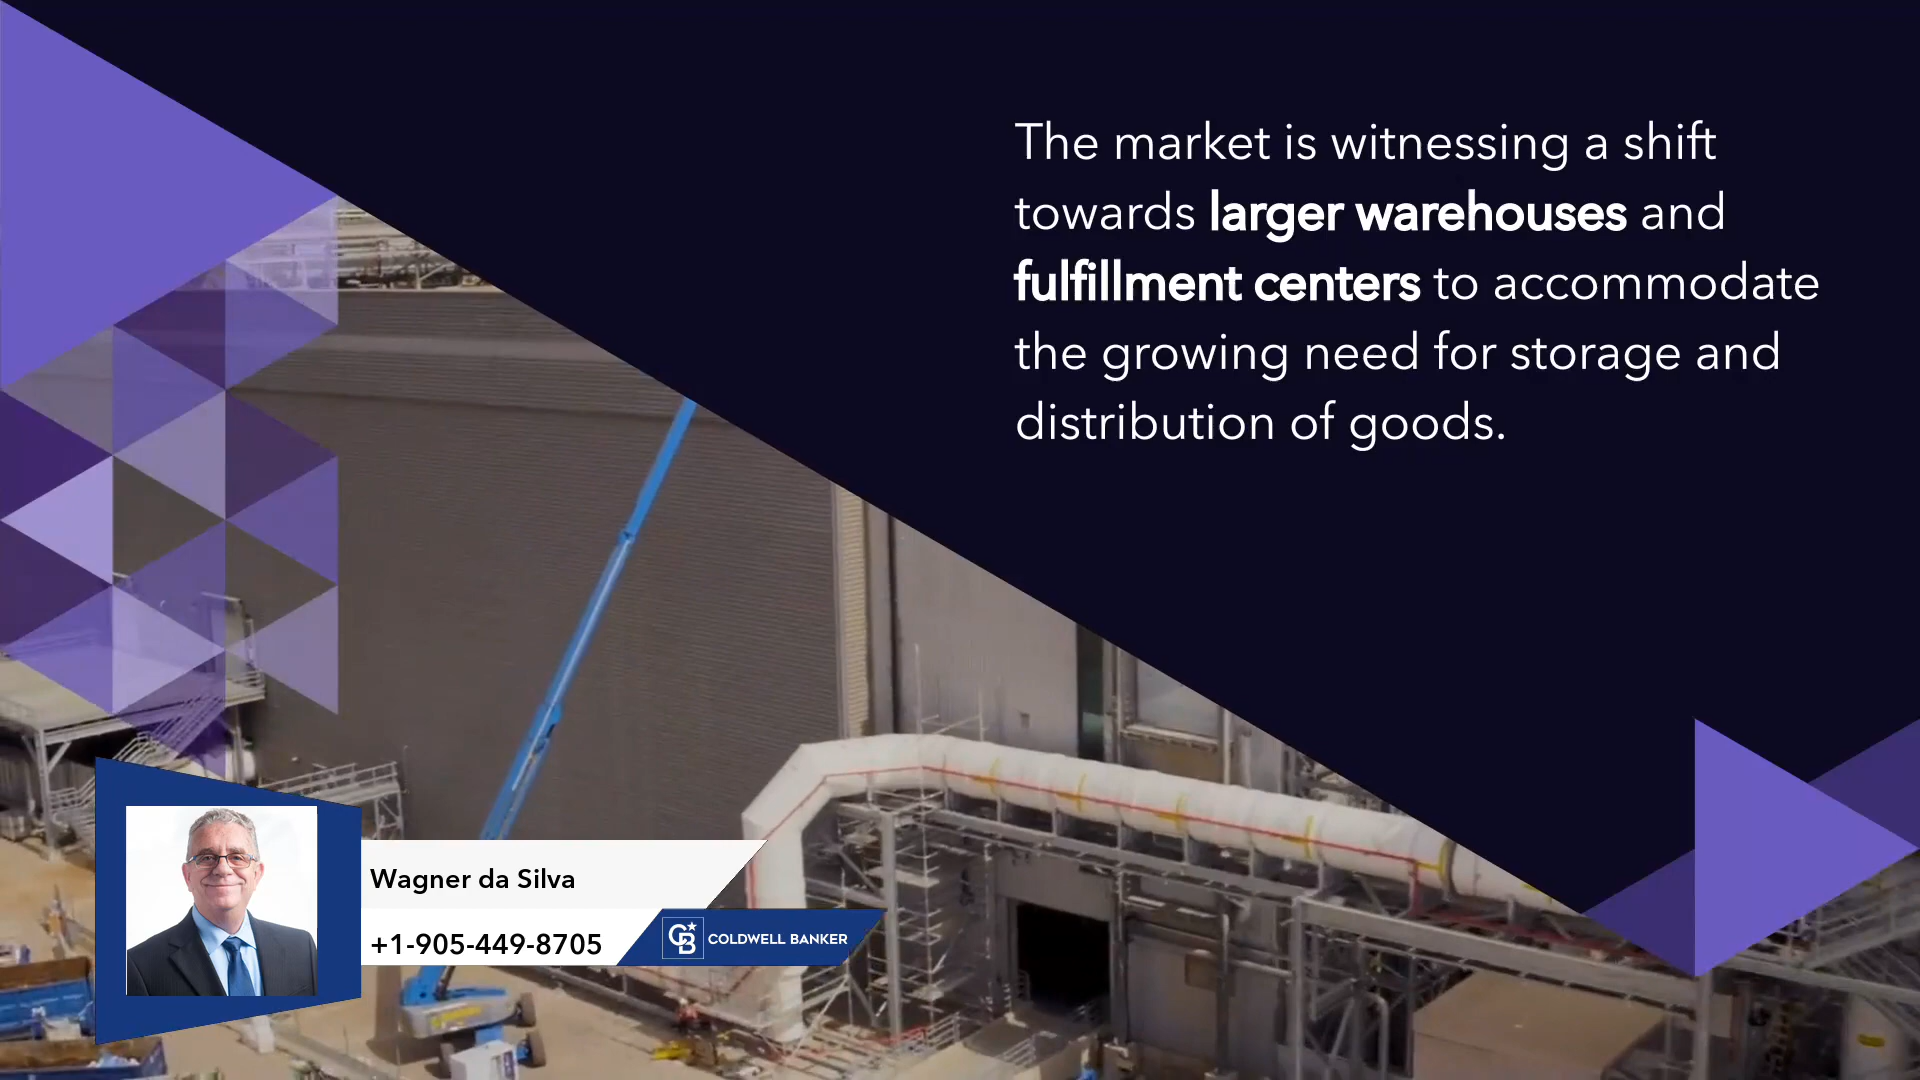 The market is witnessing a shift
towards larger warehouses and
fulfillment centers to accommodate
the growing need for storage and
distribution of goods.
Wagner da Silva
+1-905-449-8705
CB COLDWELL BANKER